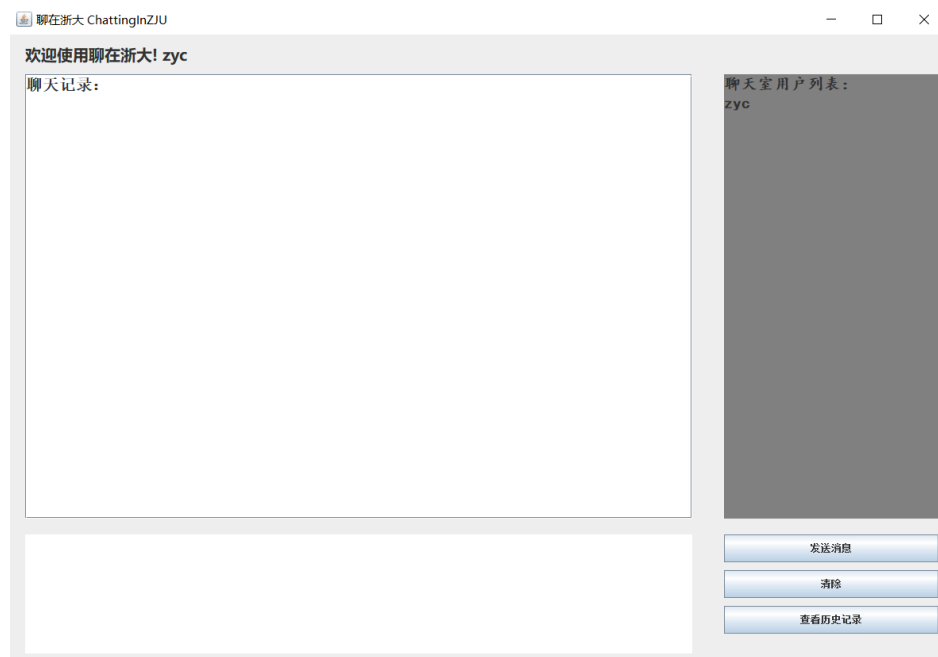 聊在浙大 ChattingInZJU
欢迎使用聊在浙大! zyc
聊天记录：
聊天室用户列表：
zyc
发送消息
清除
查看历史记录